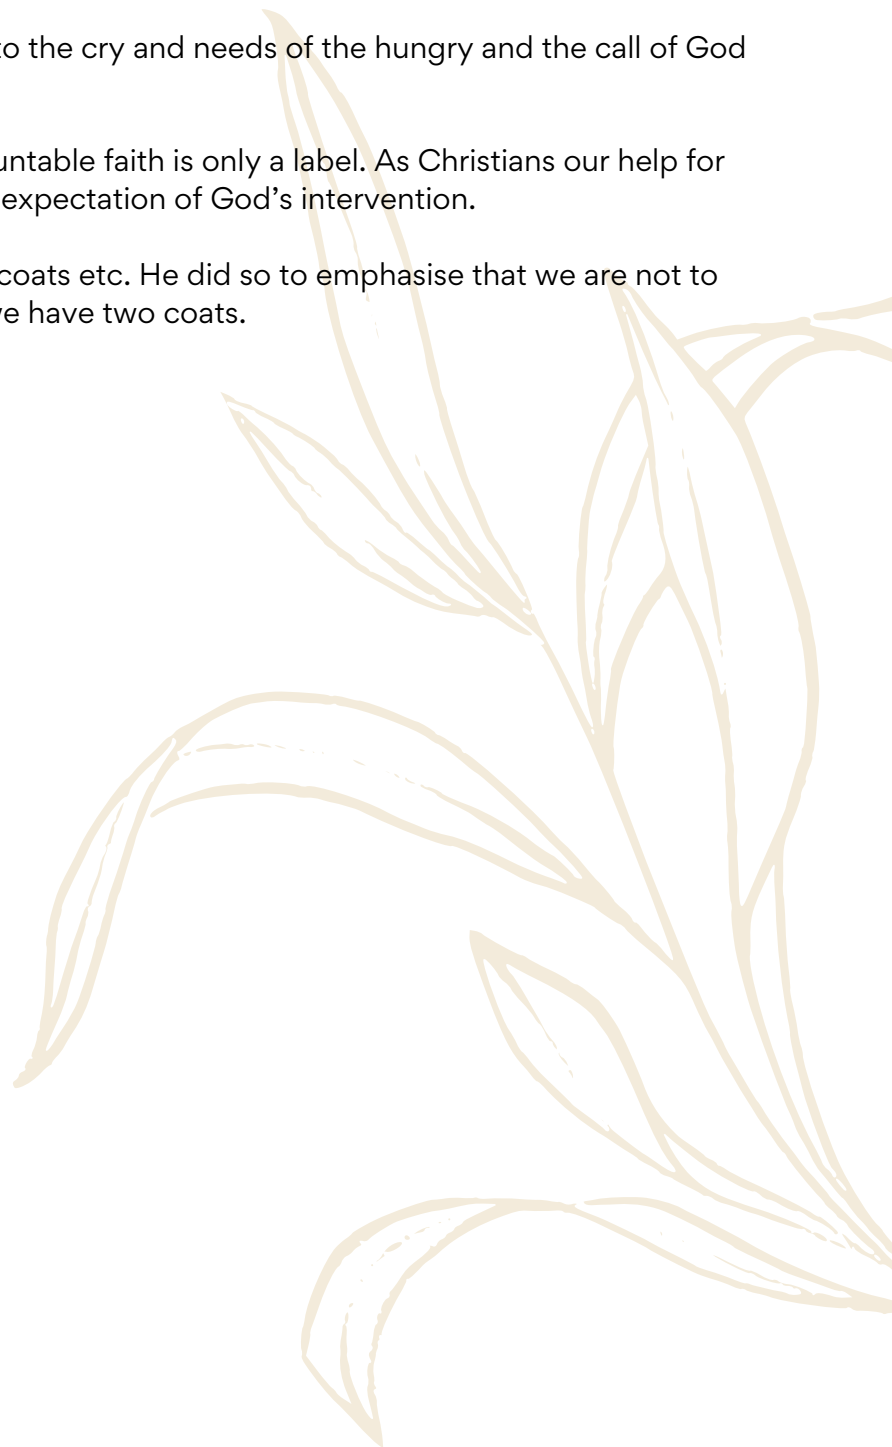 to the cry and needs of the hungry and the call of God
untable faith is only a label. As Christians our help for
expectation of God’s intervention.
coats etc. He did so to emphasise that we are not to
have two coats.